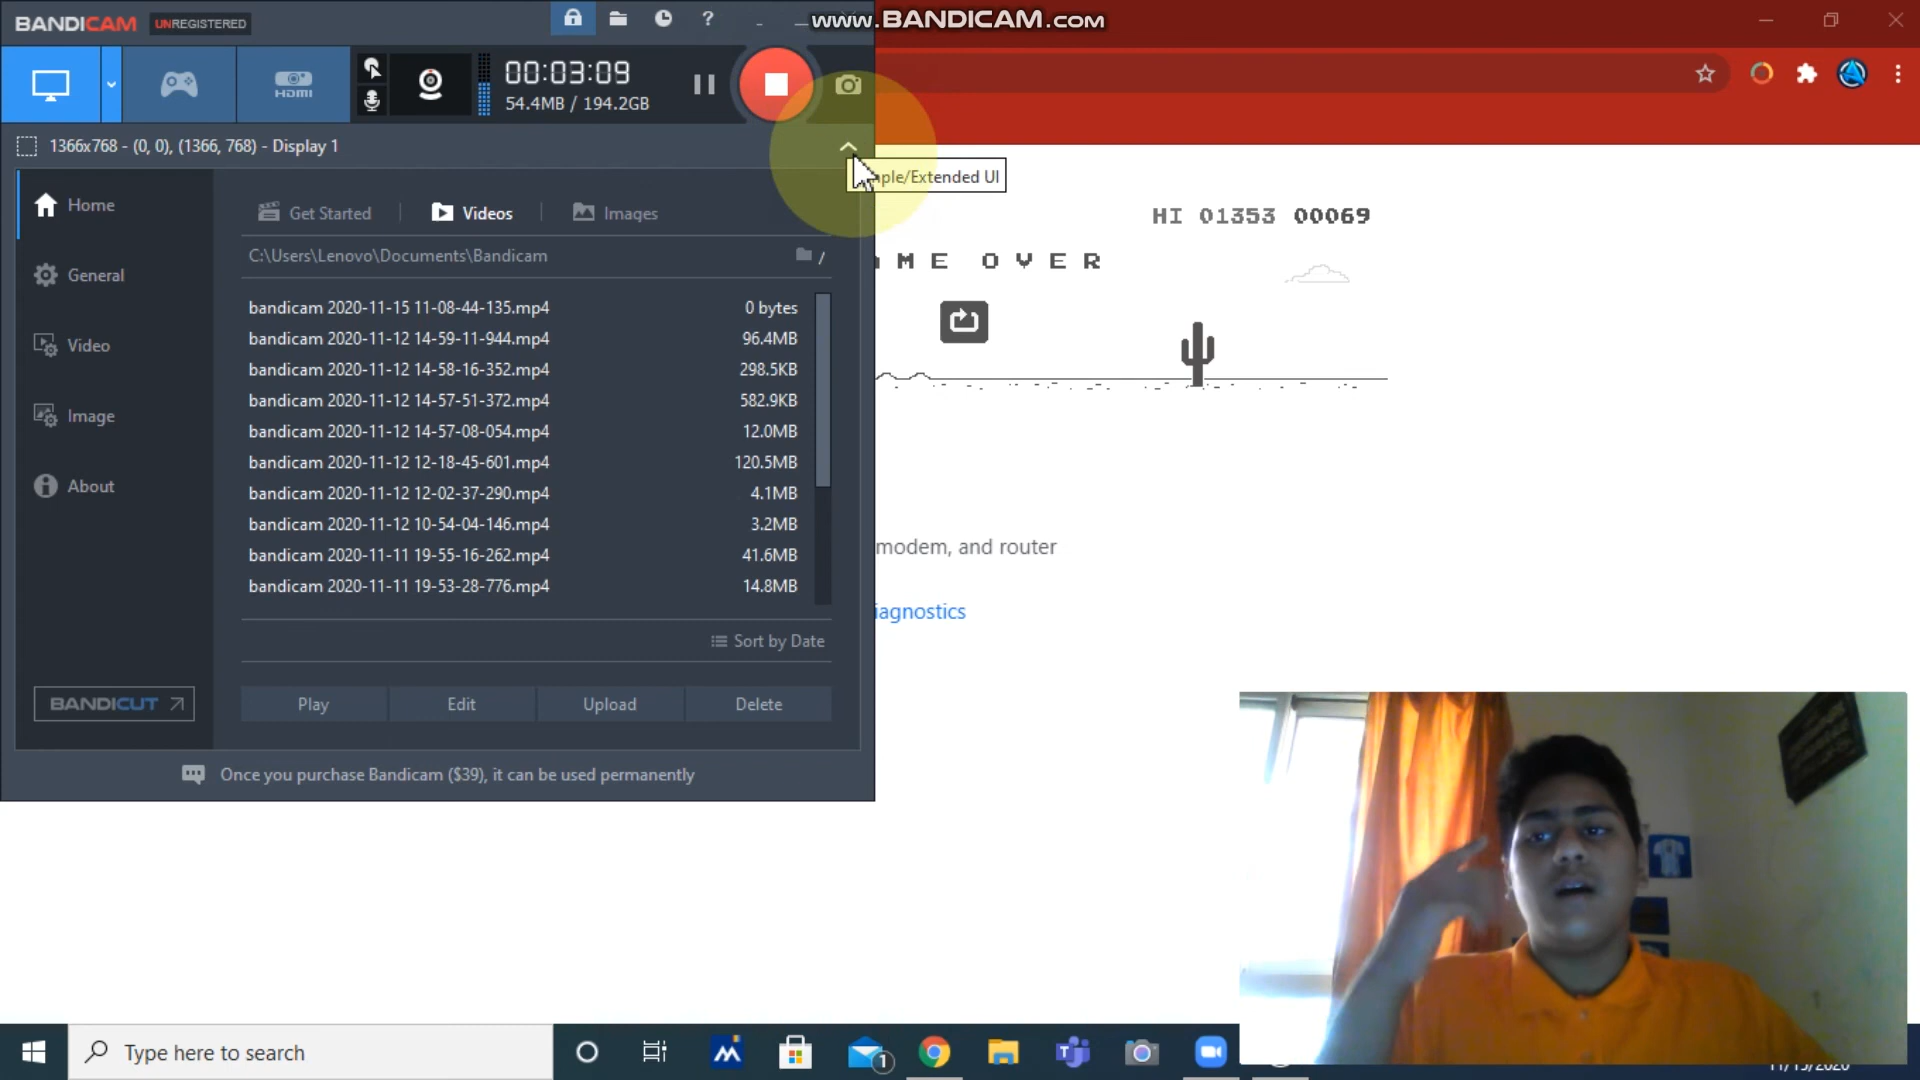 BANDICAM UNREGISTERED
?
www.BANDICAM.com
HDMI
00:03:09
54.4MB / 194.2GB
1366x768 - (0, 0), (1366, 768) - Display 1
ple/Extended UI
Home
General
Video
Image
About
Get Started
Videos
Images
C:\Users\Lenovo\Documents\Bandicam
/
bandicam 2020-11-15 11-08-44-135.mp4 0 bytes
bandicam 2020-11-12 14-59-11-944.mp4 96.4MB
bandicam 2020-11-12 14-58-16-352.mp4 298.5KB
bandicam 2020-11-12 14-57-51-372.mp4 582.9KB
bandicam 2020-11-12 14-57-08-054.mp4 12.0MB
bandicam 2020-11-12 12-18-45-601.mp4 120.5MB
bandicam 2020-11-12 12-02-37-290.mp4 4.1MB
bandicam 2020-11-12 10-54-04-146.mp4 3.2MB
bandicam 2020-11-11 19-55-16-262.mp4 41.6MB
bandicam 2020-11-11 19-53-28-776.mp4 14.8MB
Sort by Date
BANDICUT
Play
Edit
Upload
Delete
Once you purchase Bandicam ($39), it can be used permanently
HI 01353 00069
ME OVER
modem, and router
iagnostics
Type here to search
1